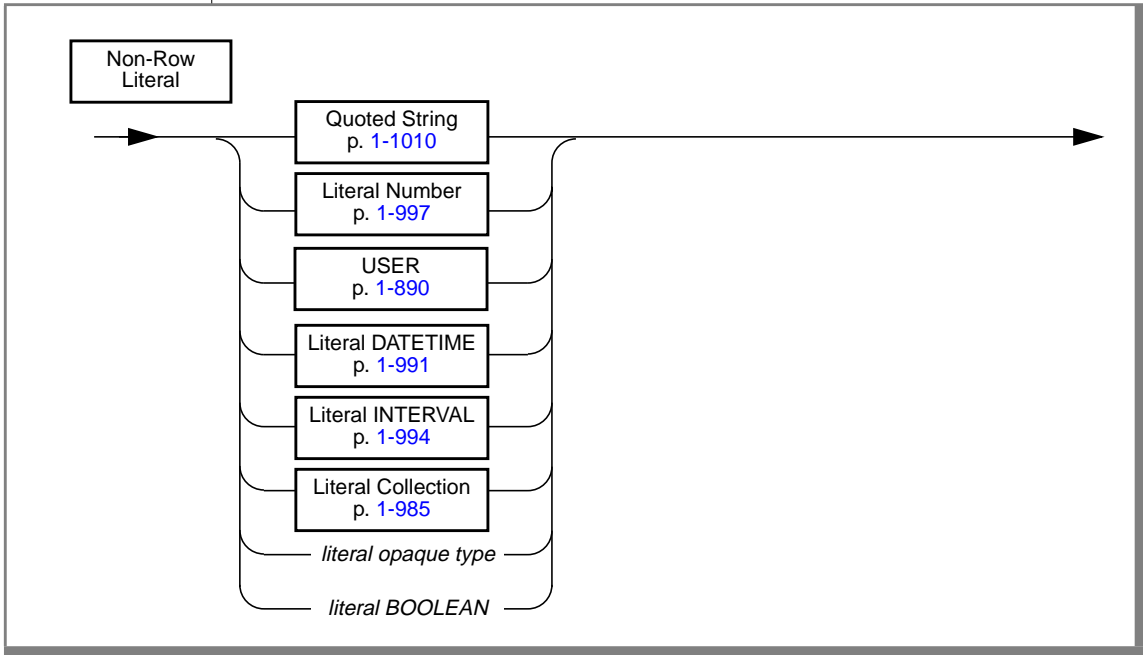 Non-Row
Literal
Quoted String
p. 1-1010
Literal Number
p. 1-997
USER
p. 1-890
Literal DATETIME
p. 1-991
Literal INTERVAL
p. 1-994
Literal Collection
p. 1-985
literal opaque type
literal BOOLEAN